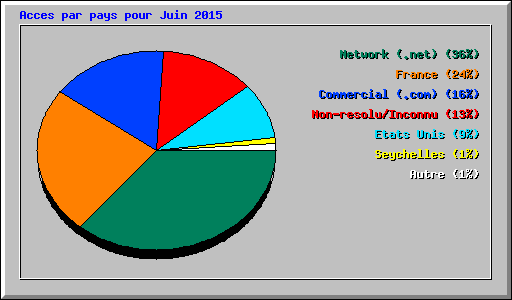 Acces par pays pour Juin 2015
Network (.net) (36%)
France (24%)
Commercial (.com) (16%)
Non-resolu/Inconnu (13%)
Etats Unis (9%)
Seychelles (1%)
Autre (1%)